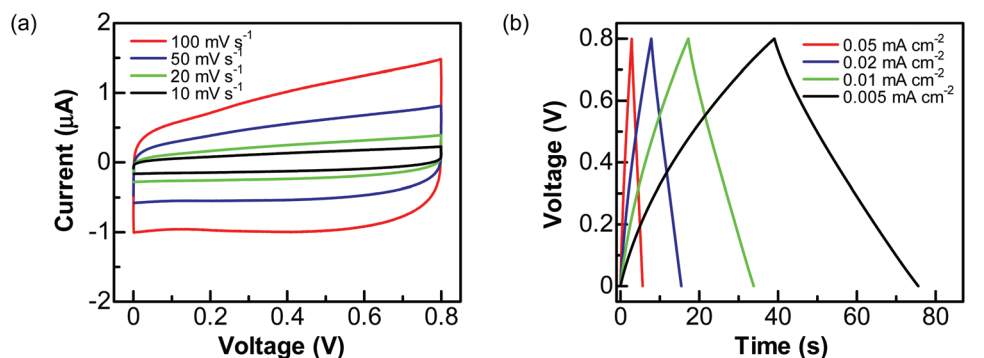 (a)
100 mV s⁻¹
50 mV s⁻¹
20 mV s⁻¹
10 mV s⁻¹
2
1
0
-1
-2
Current (µA)
0 0.2 0.4 0.6 0.8
Voltage (V)
(b)
0.05 mA cm⁻²
0.02 mA cm⁻²
0.01 mA cm⁻²
0.005 mA cm⁻²
0.8
0.6
0.4
0.2
0
Voltage (V)
0 20 40 60 80
Time (s)